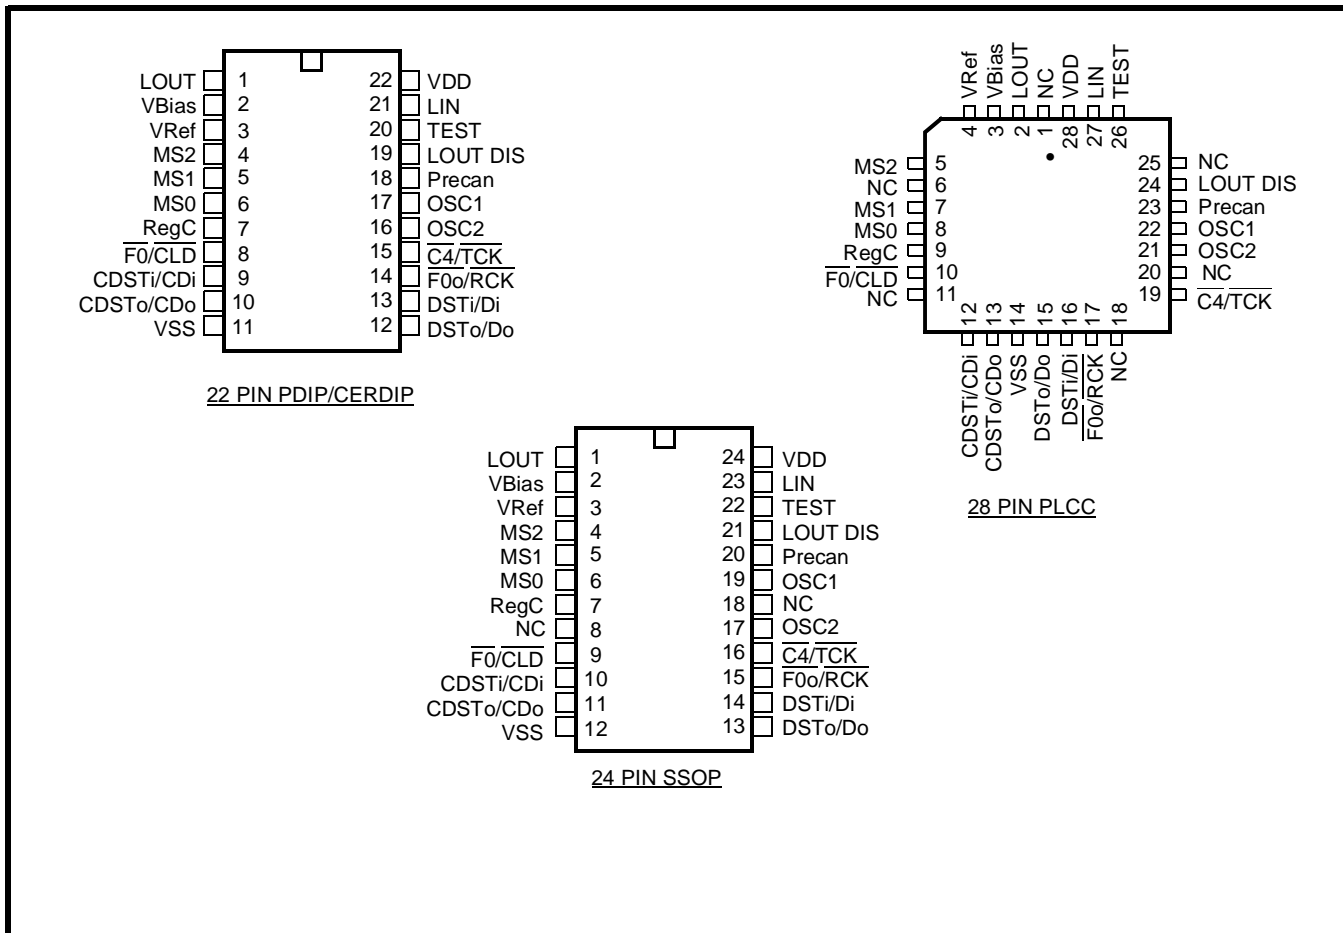 LOUT 1 22 VDD
VBias 2 21 LIN
VRef 3 20 TEST
MS2 4 19 LOUT DIS
MS1 5 18 Precan
MS0 6 17 OSC1
RegC 7 16 OSC2
F0/CLD 8 15 C4/TCK
CDSTi/CDi 9 14 F0o/RCK
CDSTo/CDo 10 13 DSTi/Di
VSS 11 12 DSTo/Do
22 PIN PDIP/CERDIP
VRef VBias LOUT NC VDD LIN TEST
4 3 2 1 28 27 26
MS2 5 25 NC
NC 6 24 LOUT DIS
MS1 7 23 Precan
MS0 8 22 OSC1
RegC 9 21 OSC2
F0/CLD 10 20 NC
NC 11 19 C4/TCK
12 13 14 15 16 17 18
CDSTi/CDi CDSTo/CDo VSS DSTo/Do DSTi/Di F0o/RCK NC
28 PIN PLCC
LOUT 1 24 VDD
VBias 2 23 LIN
VRef 3 22 TEST
MS2 4 21 LOUT DIS
MS1 5 20 Precan
MS0 6 19 OSC1
RegC 7 18 NC
NC 8 17 OSC2
F0/CLD 9 16 C4/TCK
CDSTi/CDi 10 15 F0o/RCK
CDSTo/CDo 11 14 DSTi/Di
VSS 12 13 DSTo/Do
24 PIN SSOP